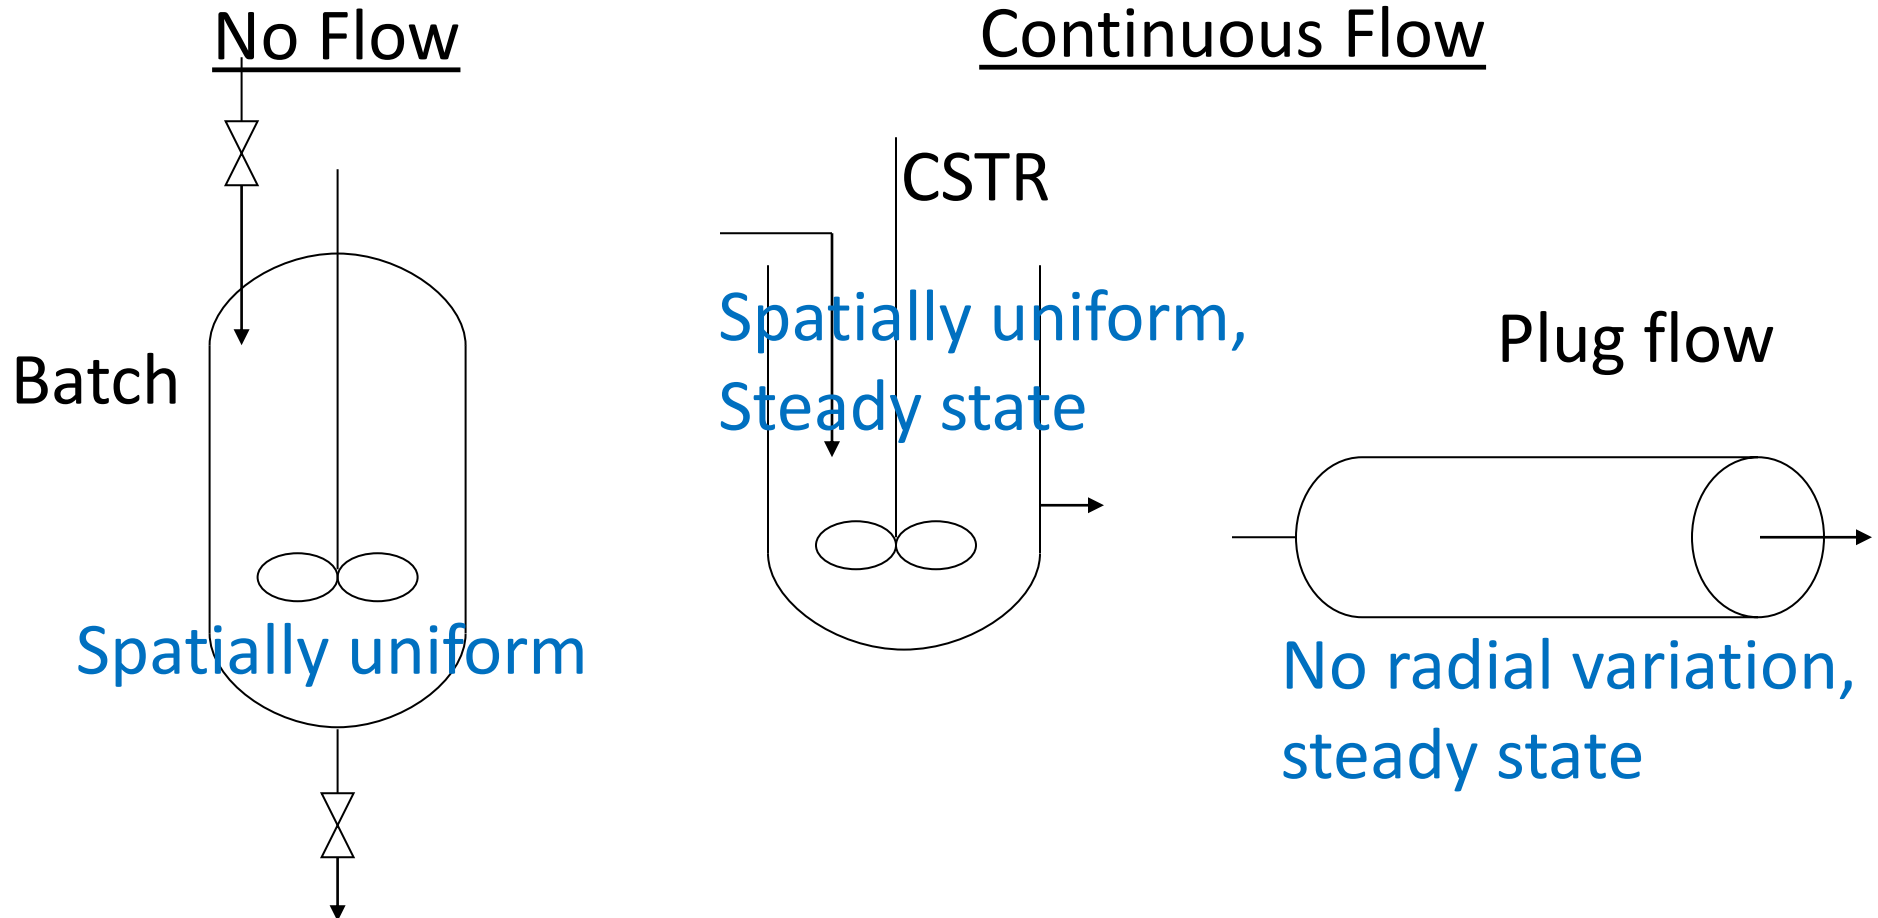 No Flow
Continuous Flow
CSTR
Spatially uniform,
Steady state
Plug flow
Batch
Spatially uniform
No radial variation,
steady state